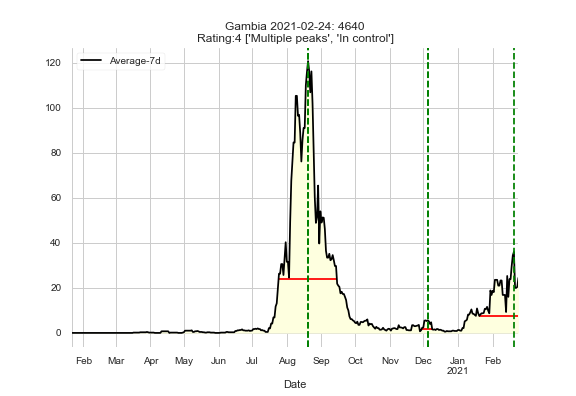 Gambia 2021-02-24: 4640
Rating:4 ['Multiple peaks', 'In control']
Average-7d
120
100
80
60
40
20
0
Feb Mar Apr May Jun Jul Aug Sep Oct Nov Dec Jan Feb
2021
Date